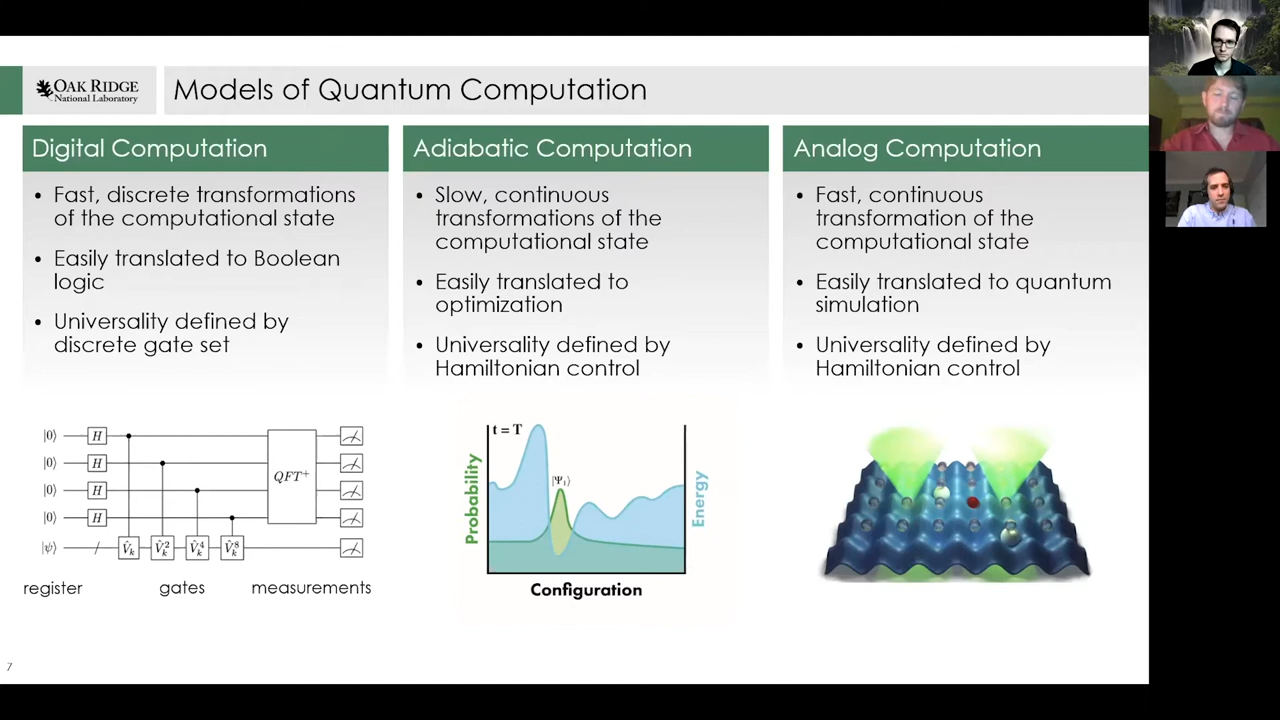 OAK RIDGE
National Laboratory
Models of Quantum Computation
Digital Computation
• Fast, discrete transformations
of the computational state
• Easily translated to Boolean
logic
• Universality defined by
discrete gate set
|0⟩ H
|0⟩ H
|0⟩ H
|0⟩ H
QFT⁺
|ψ⟩ / V̂ₖ V̂ₖ² V̂ₖ⁴ V̂ₖ⁸
register gates measurements
Adiabatic Computation
• Slow, continuous
transformations of the
computational state
• Easily translated to
optimization
• Universality defined by
Hamiltonian control
t = T
|Ψ₁⟩
Probability
Energy
Configuration
Analog Computation
• Fast, continuous
transformation of the
computational state
• Easily translated to quantum
simulation
• Universality defined by
Hamiltonian control
7